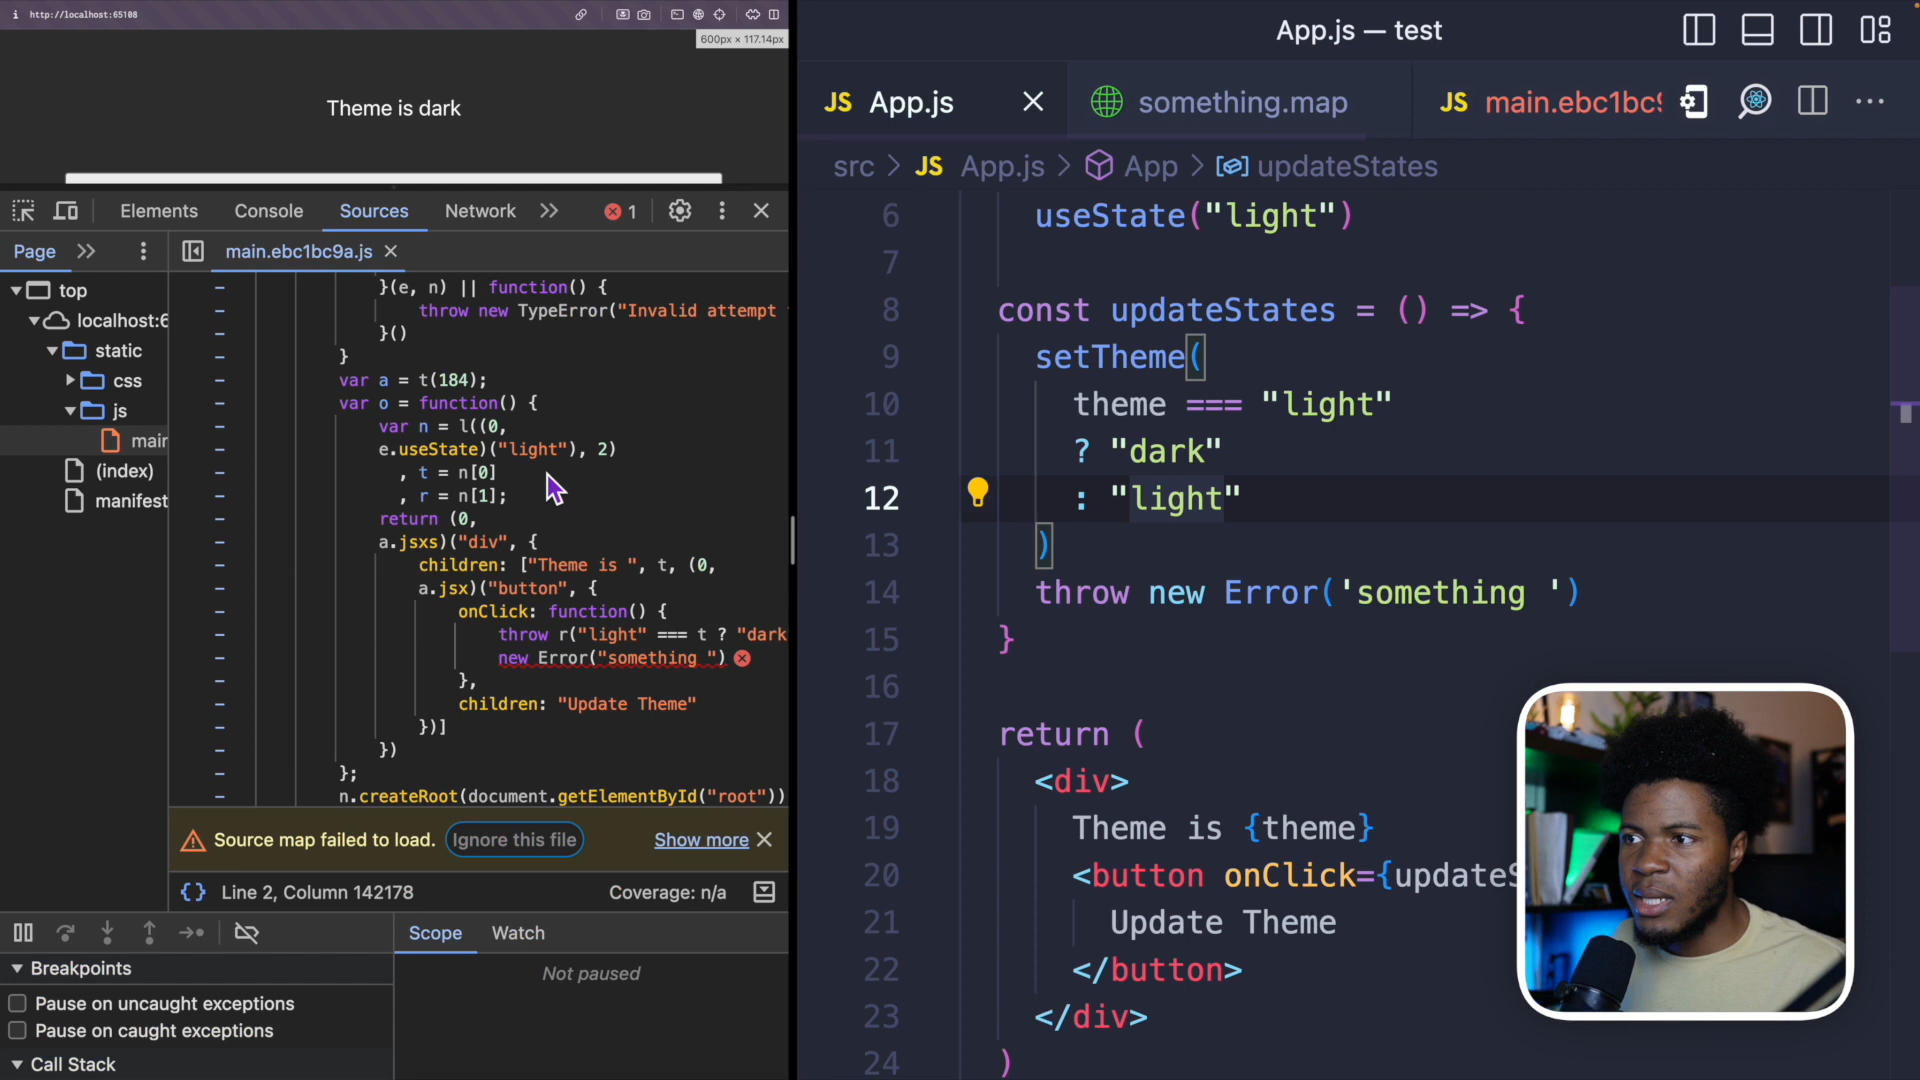 http://localhost:65108
600px × 117.14px
Theme is dark
Elements
Console
Sources
Network
1
Page
main.ebc1bc9a.js
top
localhost:6
static
css
js
main
(index)
manifest
}(e, n) || function() {
throw new TypeError("Invalid attempt
}()
}
var a = t(184);
var o = function() {
var n = l((0,
e.useState)("light"), 2)
, t = n[0]
, r = n[1];
return (0,
a.jsxs)("div", {
children: ["Theme is ", t, (0,
a.jsx)("button", {
onClick: function() {
throw r("light" === t ? "dark
new Error("something ")
},
children: "Update Theme"
})]
})
};
n.createRoot(document.getElementById("root"))
Source map failed to load.
Ignore this file
Show more
{} Line 2, Column 142178
Coverage: n/a
Scope
Watch
Not paused
Breakpoints
Pause on uncaught exceptions
Pause on caught exceptions
Call Stack
App.js — test
JS App.js
something.map
JS main.ebc1bc9
src > JS App.js > App > updateStates
6 useState("light")
7
8 const updateStates = () => {
9 setTheme(
10 theme === "light"
11 ? "dark"
12 : "light"
13 )
14 throw new Error('something ')
15 }
16
17 return (
18 <div>
19 Theme is {theme}
20 <button onClick={updateS
21 Update Theme
22 </button>
23 </div>
24 )